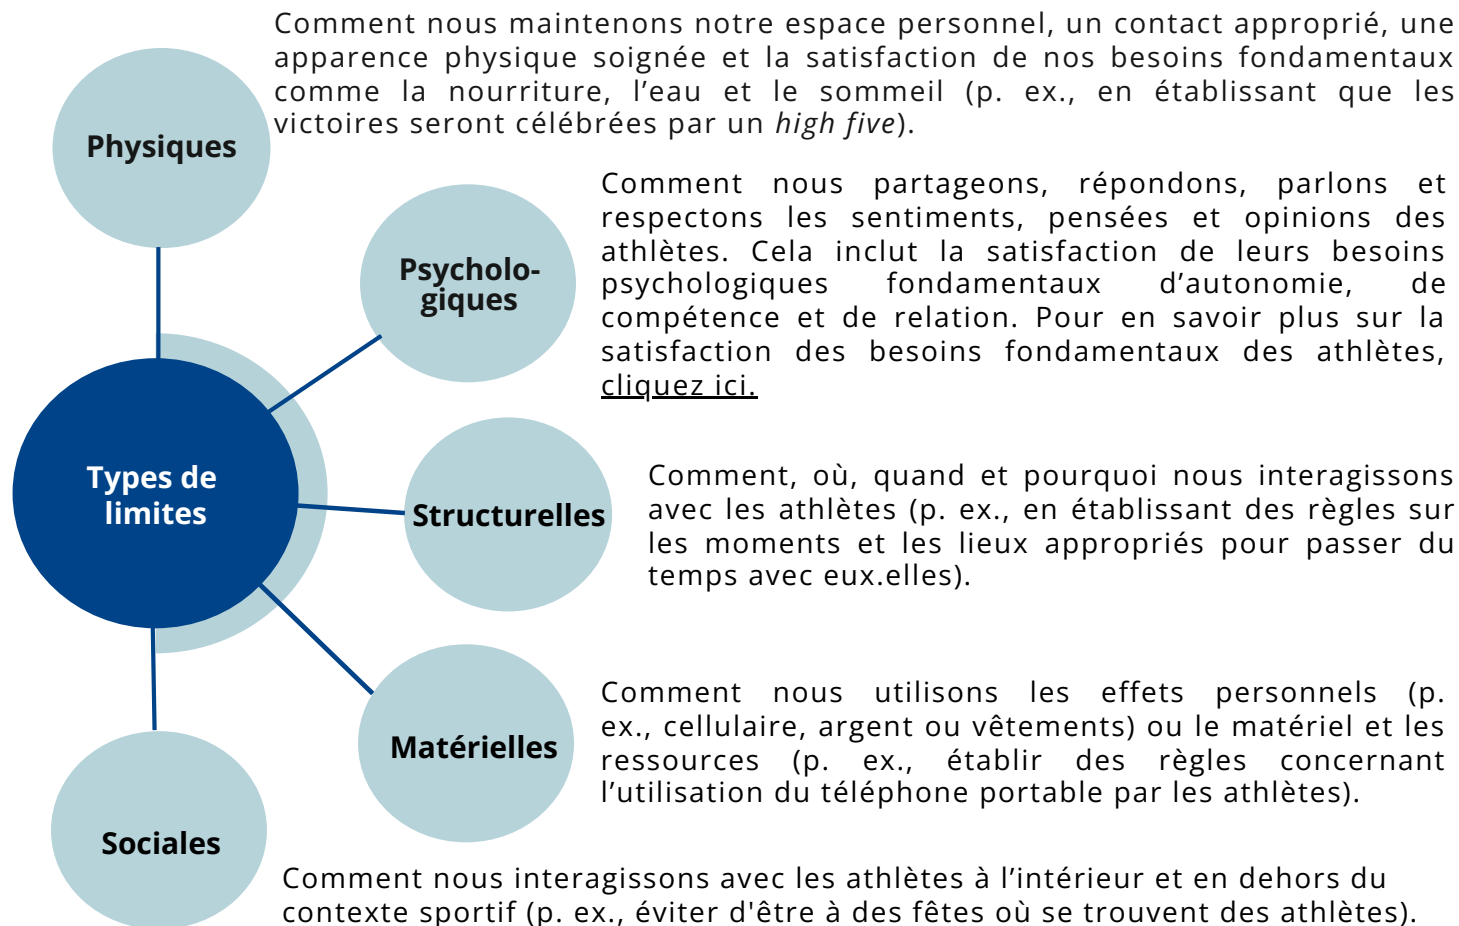 Comment nous maintenons notre espace personnel, un contact approprié, une
apparence physique soignée et la satisfaction de nos besoins fondamentaux
comme la nourriture, l’eau et le sommeil (p. ex., en établissant que les
victoires seront célébrées par un high five).
Physiques
Comment nous partageons, répondons, parlons et
respectons les sentiments, pensées et opinions des
athlètes. Cela inclut la satisfaction de leurs besoins
psychologiques fondamentaux d’autonomie, de
compétence et de relation. Pour en savoir plus sur la
satisfaction des besoins fondamentaux des athlètes,
cliquez ici.
Psycholo-
giques
Types de
limites
Comment, où, quand et pourquoi nous interagissons
avec les athlètes (p. ex., en établissant des règles sur
les moments et les lieux appropriés pour passer du
temps avec eux.elles).
Structurelles
Comment nous utilisons les effets personnels (p.
ex., cellulaire, argent ou vêtements) ou le matériel et les
ressources (p. ex., établir des règles concernant
l’utilisation du téléphone portable par les athlètes).
Matérielles
Sociales
Comment nous interagissons avec les athlètes à l’intérieur et en dehors du
contexte sportif (p. ex., éviter d'être à des fêtes où se trouvent des athlètes).